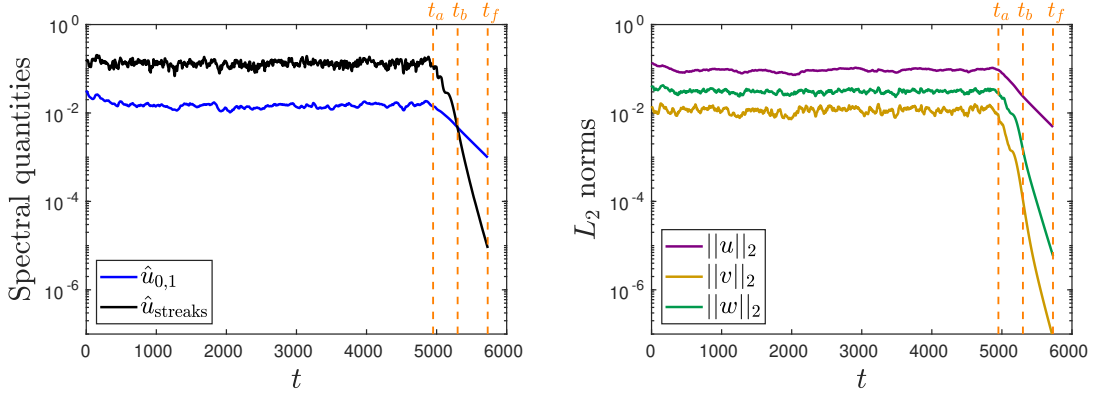 t_a t_b t_f
10^0
10^-2
10^-4
10^-6
Spectral quantities
û_{0,1}
û_streaks
0 1000 2000 3000 4000 5000 6000
t
t_a t_b t_f
10^0
10^-2
10^-4
10^-6
L_2 norms
||u||_2
||v||_2
||w||_2
0 1000 2000 3000 4000 5000 6000
t